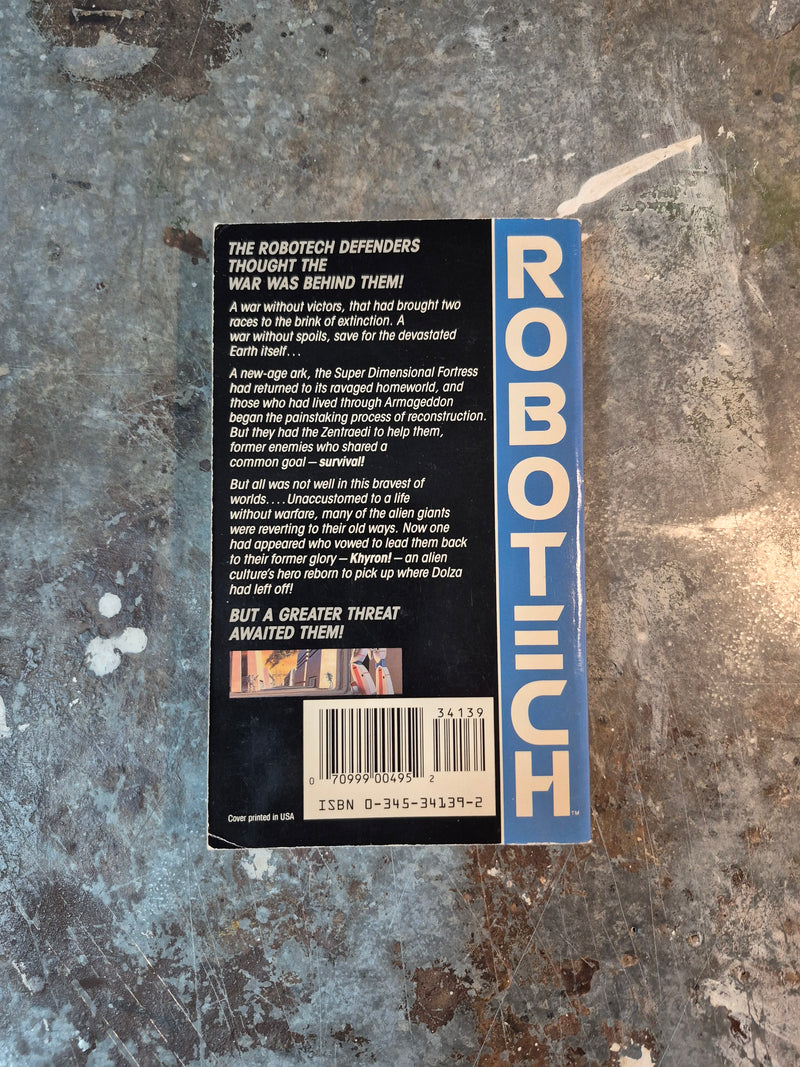 THE ROBOTECH DEFENDERS
THOUGHT THE
WAR WAS BEHIND THEM!
A war without victors, that had brought two
races to the brink of extinction. A
war without spoils, save for the devastated
Earth itself...
A new-age ark, the Super Dimensional Fortress
had returned to its ravaged homeworld, and
those who had lived through Armageddon
began the painstaking process of reconstruction.
But they had the Zentraedi to help them,
former enemies who shared a
common goal — survival!
But all was not well in this bravest of
worlds.... Unaccustomed to a life
without warfare, many of the alien giants
were reverting to their old ways. Now one
had appeared who vowed to lead them back
to their former glory — Khyron! — an alien
culture's hero reborn to pick up where Dolza
had left off!
BUT A GREATER THREAT
AWAITED THEM!
34139
0 70999 00495 2
ISBN 0-345-34139-2
Cover printed in USA
ROBOTECH
TM